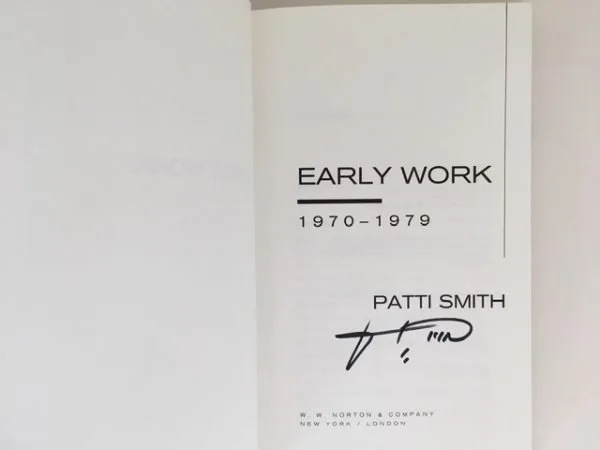 EARLY WORK
1970–1979
PATTI SMITH
W. W. NORTON & COMPANY
NEW YORK / LONDON